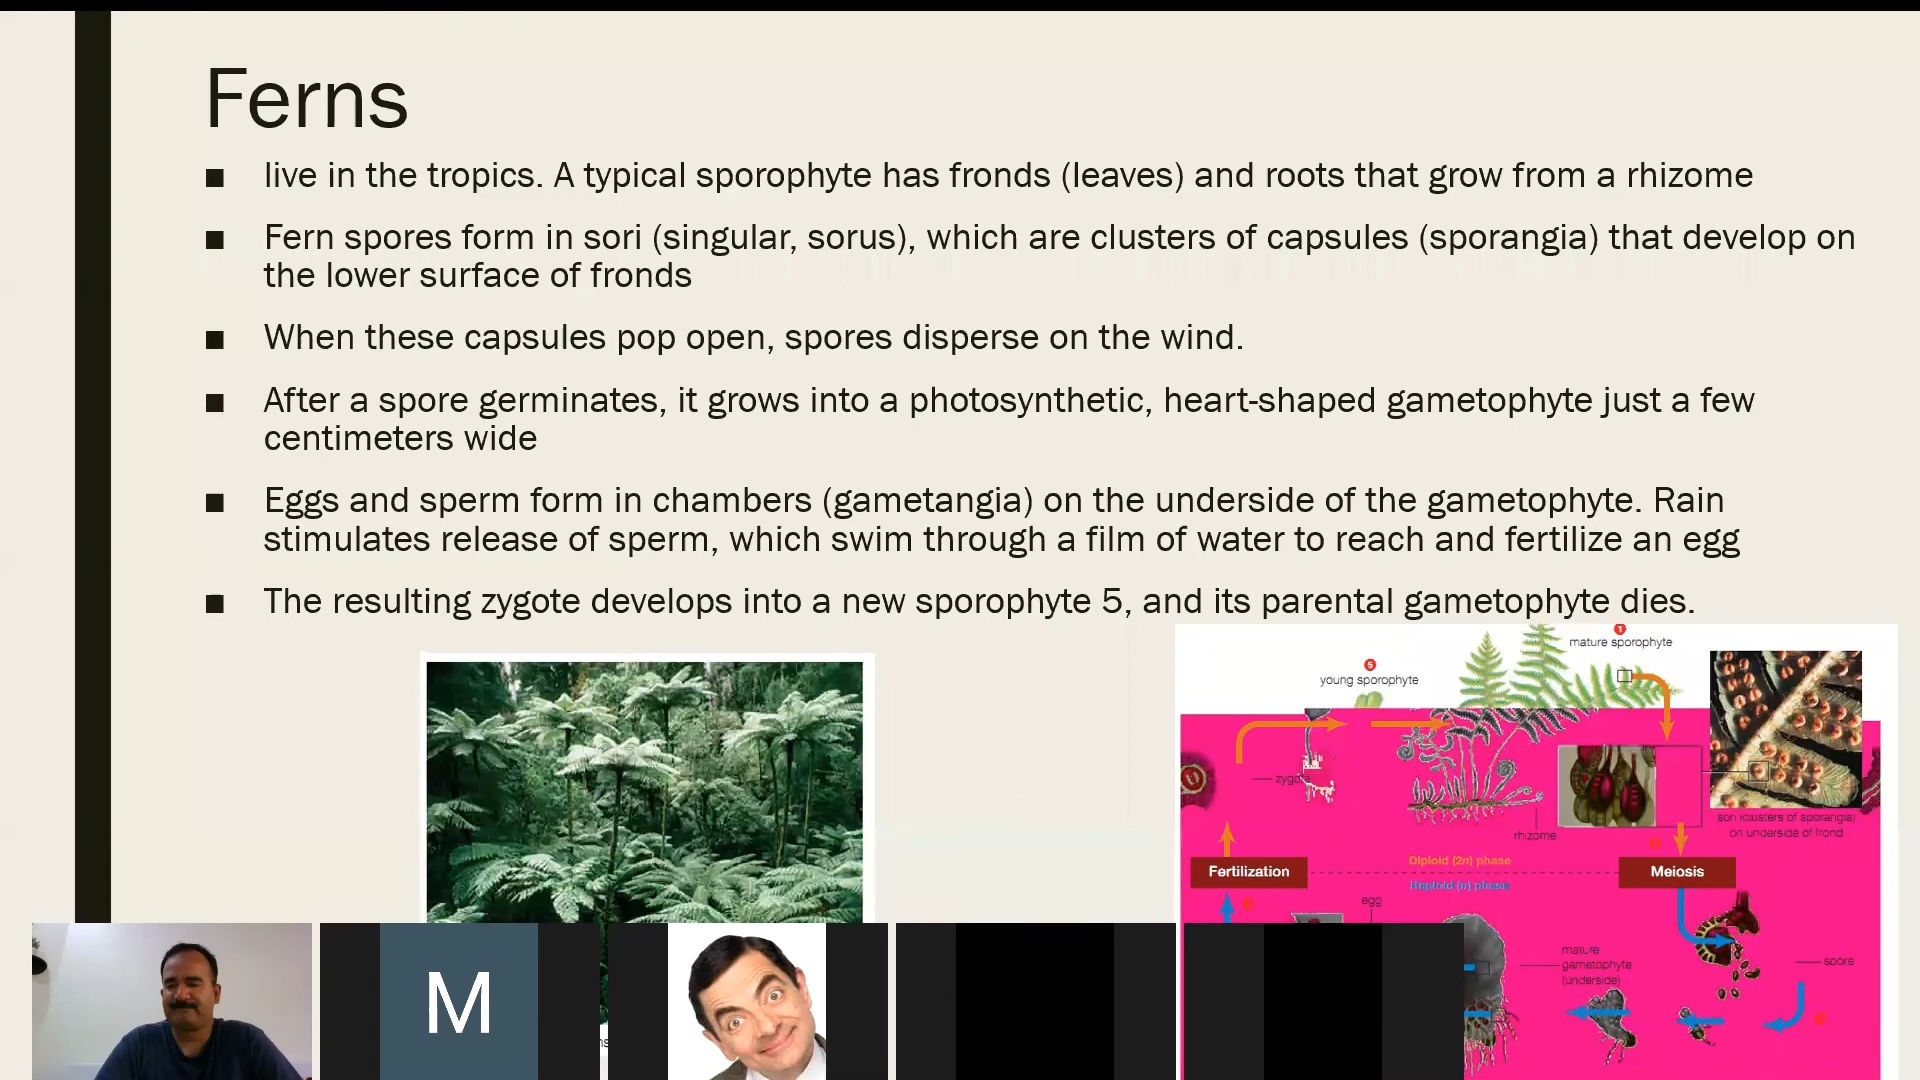 Ferns
■ live in the tropics. A typical sporophyte has fronds (leaves) and roots that grow from a rhizome
■ Fern spores form in sori (singular, sorus), which are clusters of capsules (sporangia) that develop on
the lower surface of fronds
■ When these capsules pop open, spores disperse on the wind.
■ After a spore germinates, it grows into a photosynthetic, heart-shaped gametophyte just a few
centimeters wide
■ Eggs and sperm form in chambers (gametangia) on the underside of the gametophyte. Rain
stimulates release of sperm, which swim through a film of water to reach and fertilize an egg
■ The resulting zygote develops into a new sporophyte 5, and its parental gametophyte dies.
1
mature sporophyte
5
young sporophyte
zygote
rhizome
sori (clusters of sporangia)
on underside of frond
Diploid (2n) phase
Fertilization
Meiosis
Haploid (n) phase
egg
mature
gametophyte
(underside)
spore
M